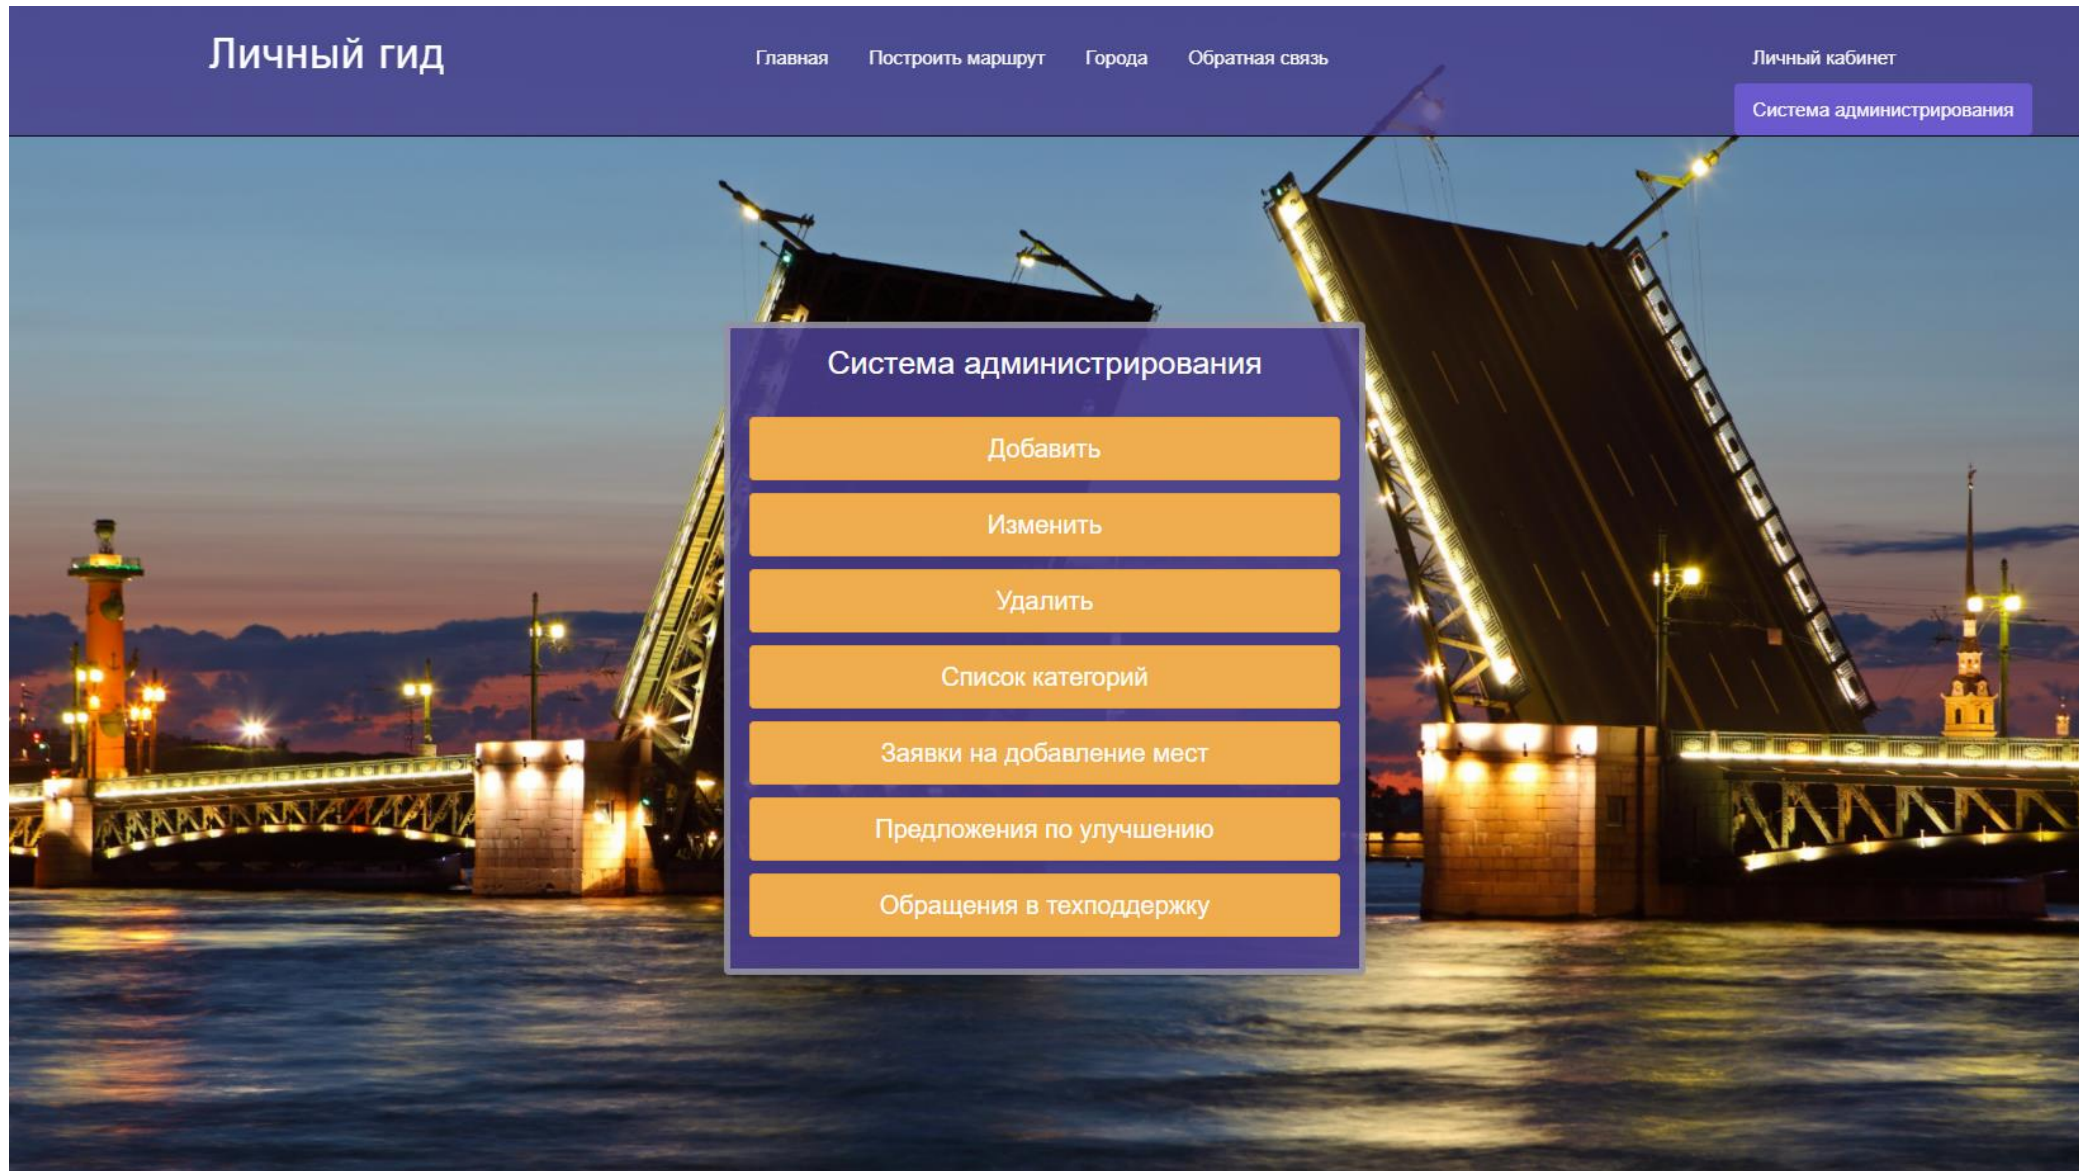 Личный гид
Главная
Построить маршрут
Города
Обратная связь
Личный кабинет
Система администрирования
Система администрирования
Добавить
Изменить
Удалить
Список категорий
Заявки на добавление мест
Предложения по улучшению
Обращения в техподдержку